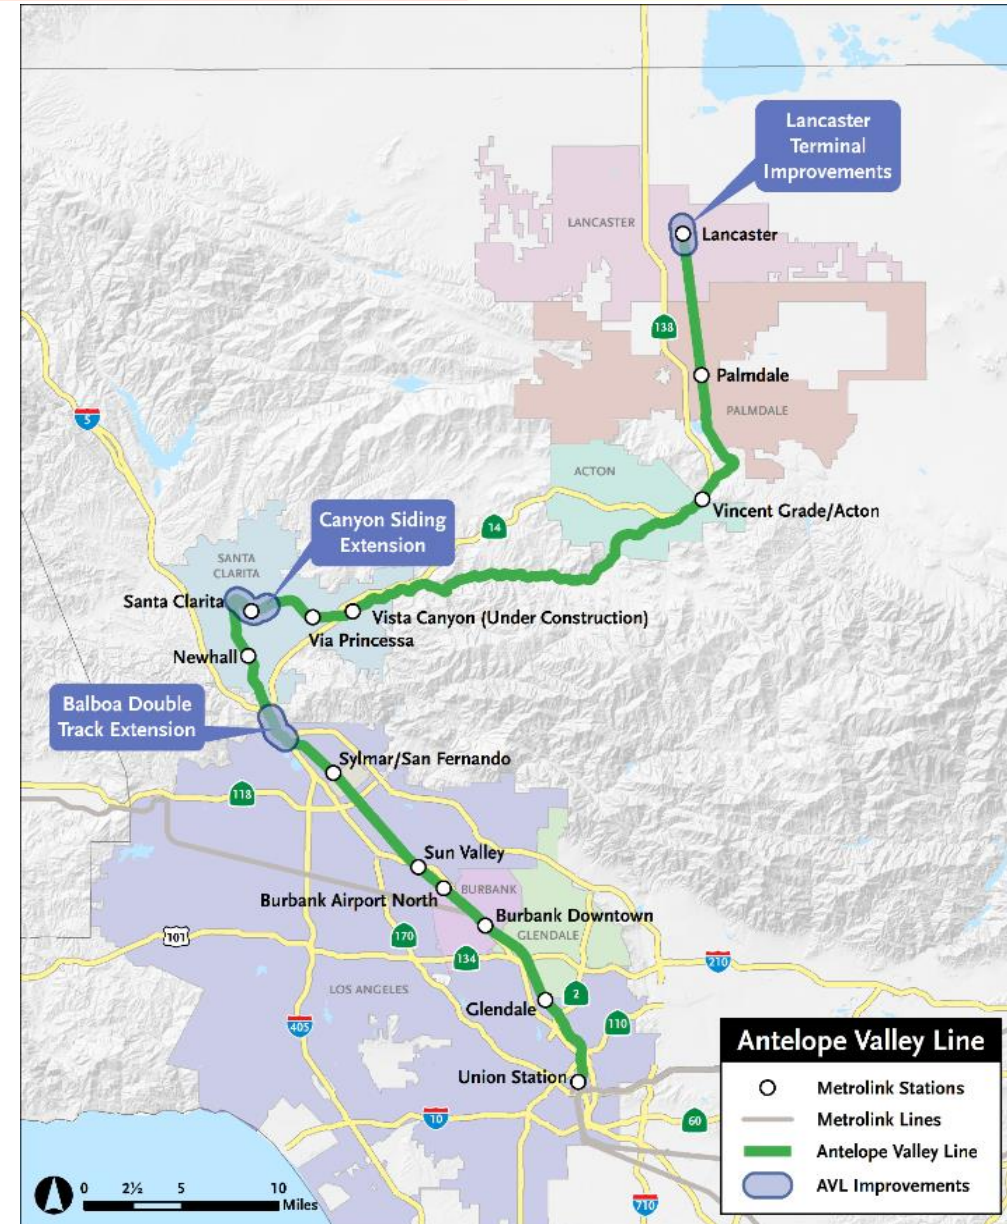 Lancaster
Terminal
Improvements
LANCASTER
Lancaster
138
Palmdale
PALMDALE
5
ACTON
Vincent Grade/Acton
Canyon Siding
Extension
14
SANTA
CLARITA
Santa Clarita
Vista Canyon (Under Construction)
Via Princessa
Newhall
Balboa Double
Track Extension
Sylmar/San Fernando
118
Sun Valley
BURBANK
Burbank Airport North
Burbank Downtown
GLENDALE
101
170
134
210
LOS ANGELES
2
Glendale
405
110
Union Station
10
60
710
Antelope Valley Line
Metrolink Stations
Metrolink Lines
Antelope Valley Line
AVL Improvements
0 2½ 5 10
Miles